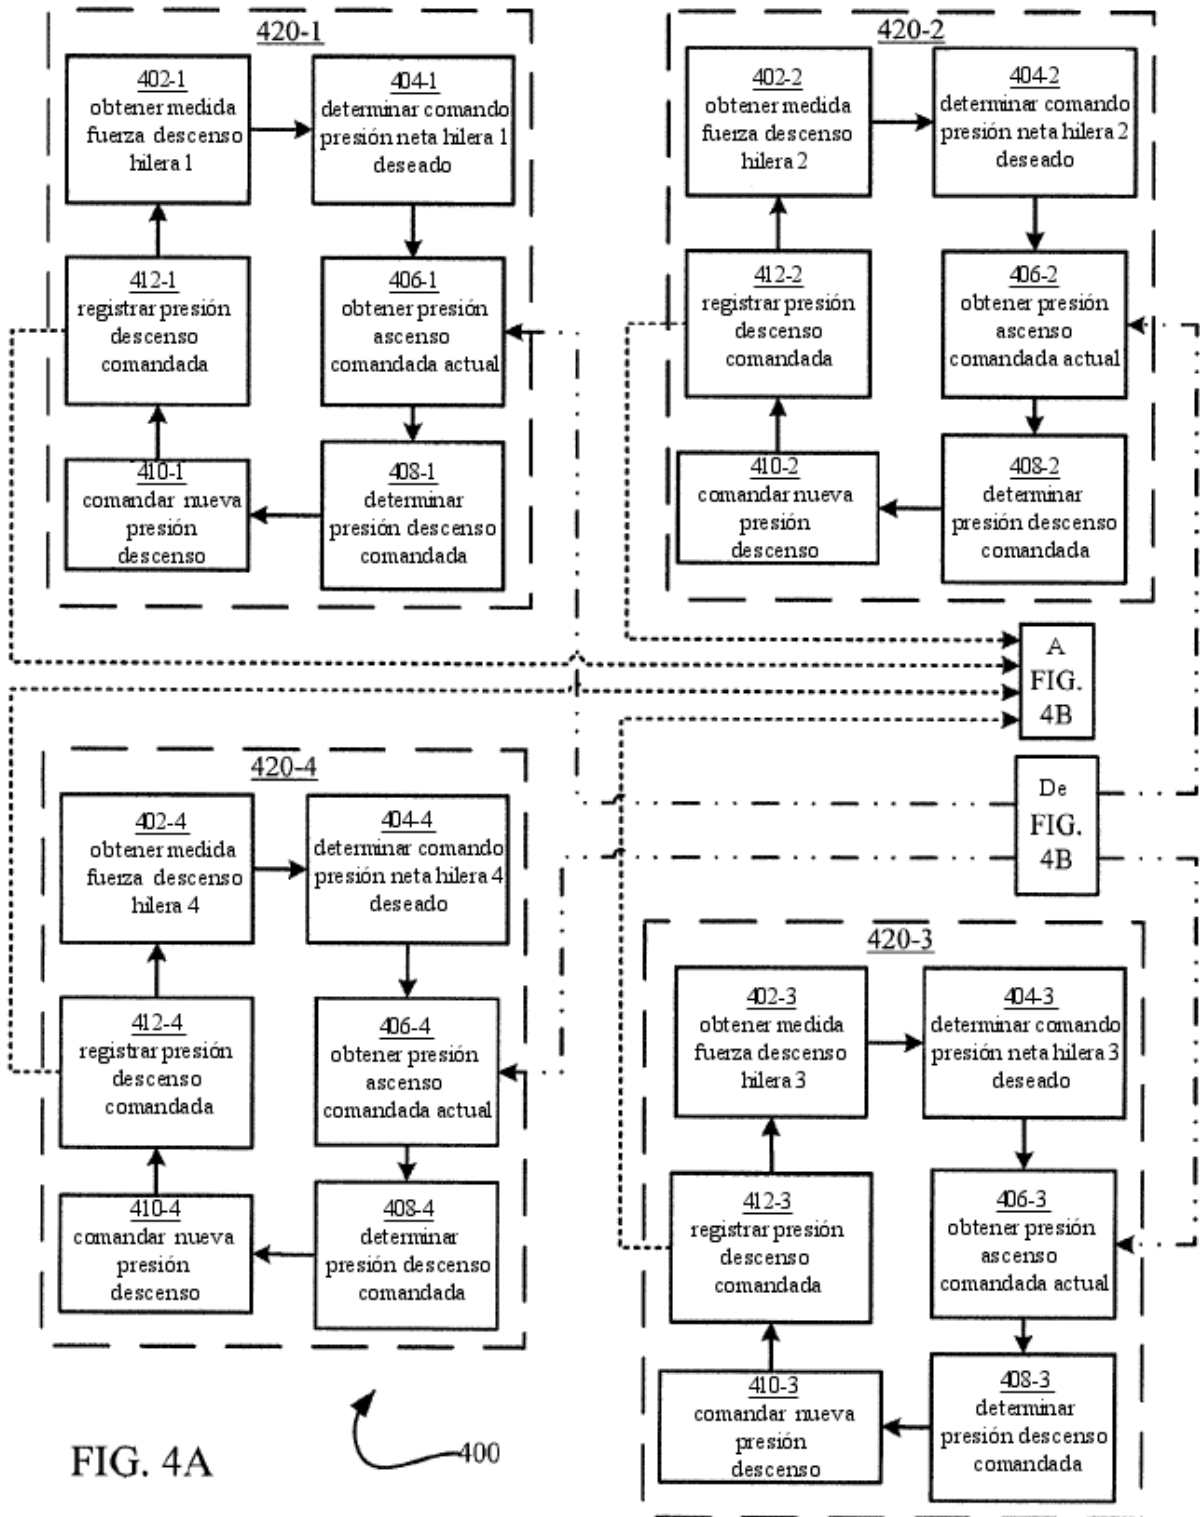 420-1
402-1
obtener medida
fuerza descenso
hilera 1
404-1
determinar comando
presión neta hilera 1
deseado
412-1
registrar presión
descenso
comandada
406-1
obtener presión
ascenso
comandada actual
410-1
comandar nueva
presión
descenso
408-1
determinar
presión descenso
comandada
420-2
402-2
obtener medida
fuerza descenso
hilera 2
404-2
determinar comando
presión neta hilera 2
deseado
412-2
registrar presión
descenso
comandada
406-2
obtener presión
ascenso
comandada actual
410-2
comandar nueva
presión
descenso
408-2
determinar
presión descenso
comandada
A
FIG.
4B
De
FIG.
4B
420-4
402-4
obtener medida
fuerza descenso
hilera 4
404-4
determinar comando
presión neta hilera 4
deseado
412-4
registrar presión
descenso
comandada
406-4
obtener presión
ascenso
comandada actual
410-4
comandar nueva
presión
descenso
408-4
determinar
presión descenso
comandada
420-3
402-3
obtener medida
fuerza descenso
hilera 3
404-3
determinar comando
presión neta hilera 3
deseado
412-3
registrar presión
descenso
comandada
406-3
obtener presión
ascenso
comandada actual
410-3
comandar nueva
presión
descenso
408-3
determinar
presión descenso
comandada
FIG. 4A
400